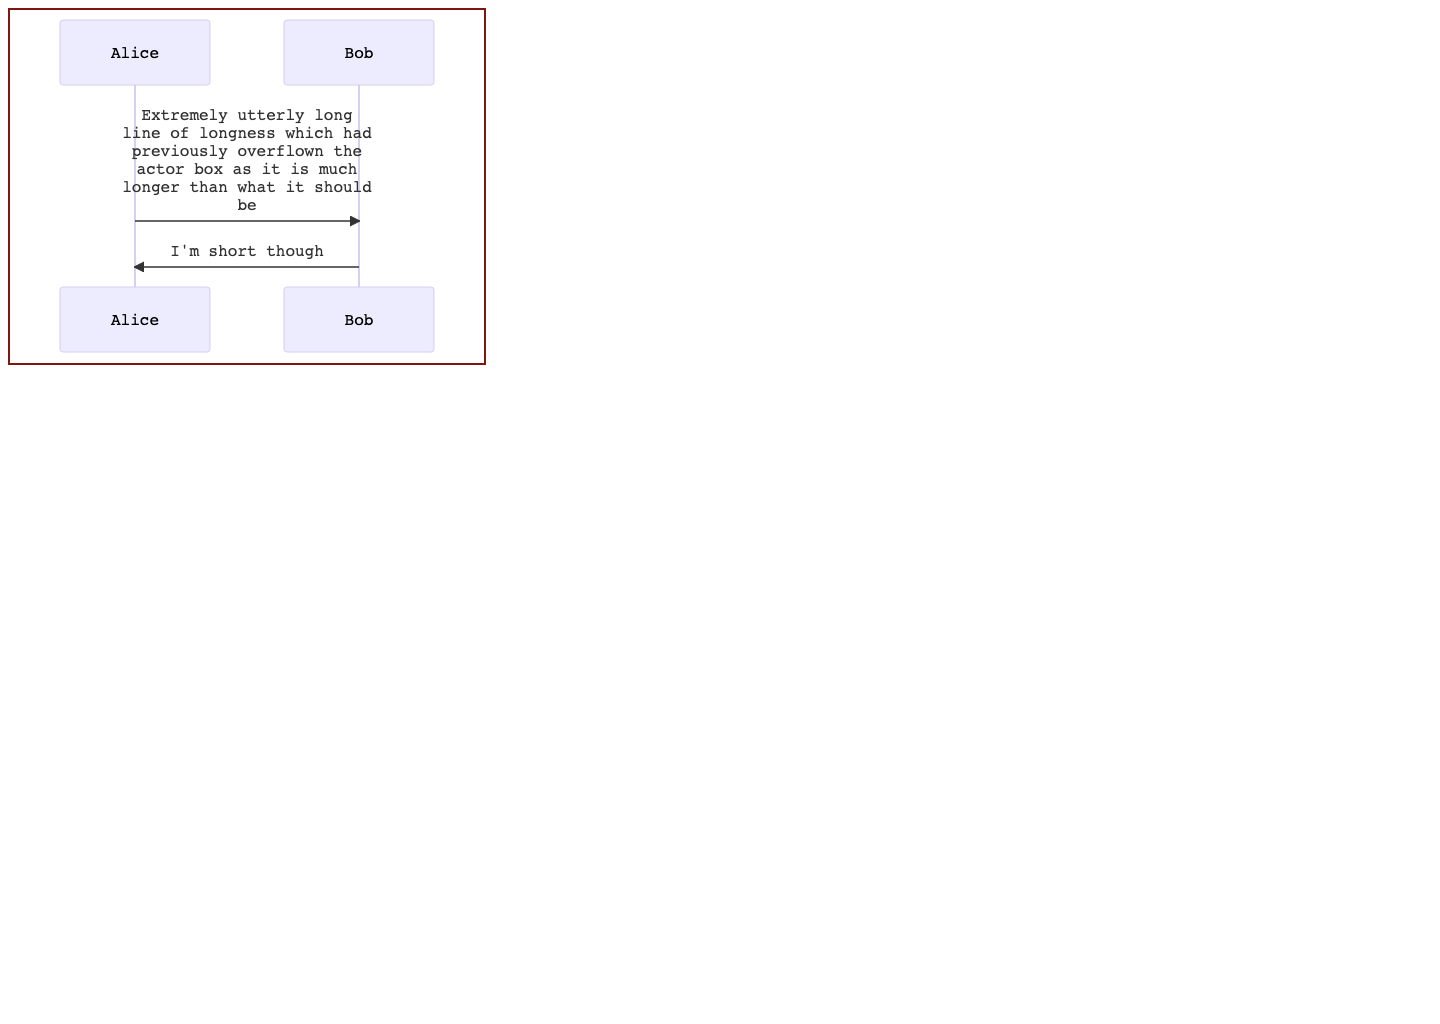 Alice
Bob
Extremely utterly long
line of longness which had
previously overflown the
actor box as it is much
longer than what it should
be
I'm short though
Alice
Bob